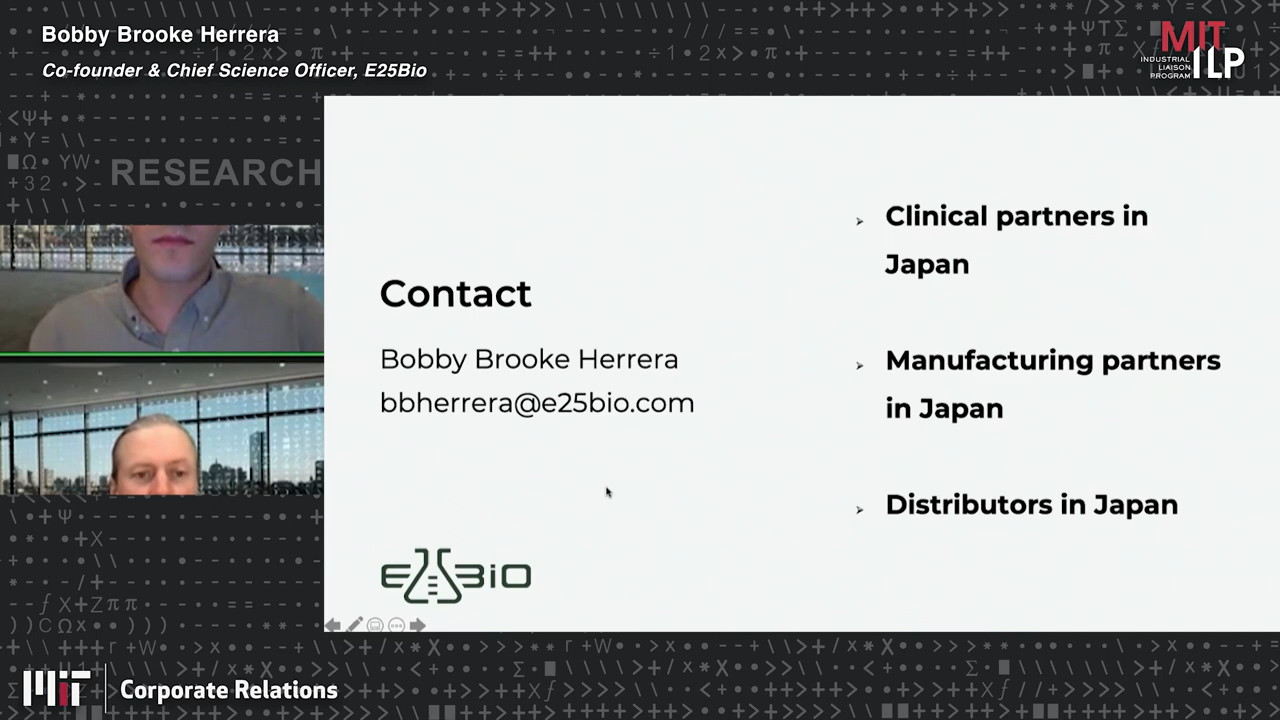 Bobby Brooke Herrera
Co-founder & Chief Science Officer, E25Bio
MIT
INDUSTRIAL
LIAISON
PROGRAM
ILP
RESEARCH
Contact
Bobby Brooke Herrera
bbherrera@e25bio.com
Clinical partners in
Japan
Manufacturing partners
in Japan
Distributors in Japan
E25BiO
MIT
Corporate Relations